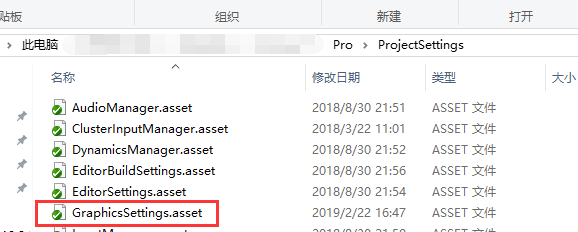 贴板 组织 新建 打开
此电脑 Pro ProjectSettings
名称 修改日期 类型 大小
AudioManager.asset 2018/8/30 21:51 ASSET 文件
ClusterInputManager.asset 2018/3/22 11:01 ASSET 文件
DynamicsManager.asset 2018/8/30 21:52 ASSET 文件
EditorBuildSettings.asset 2018/8/30 21:56 ASSET 文件
EditorSettings.asset 2018/8/30 21:54 ASSET 文件
GraphicsSettings.asset 2019/2/22 16:47 ASSET 文件